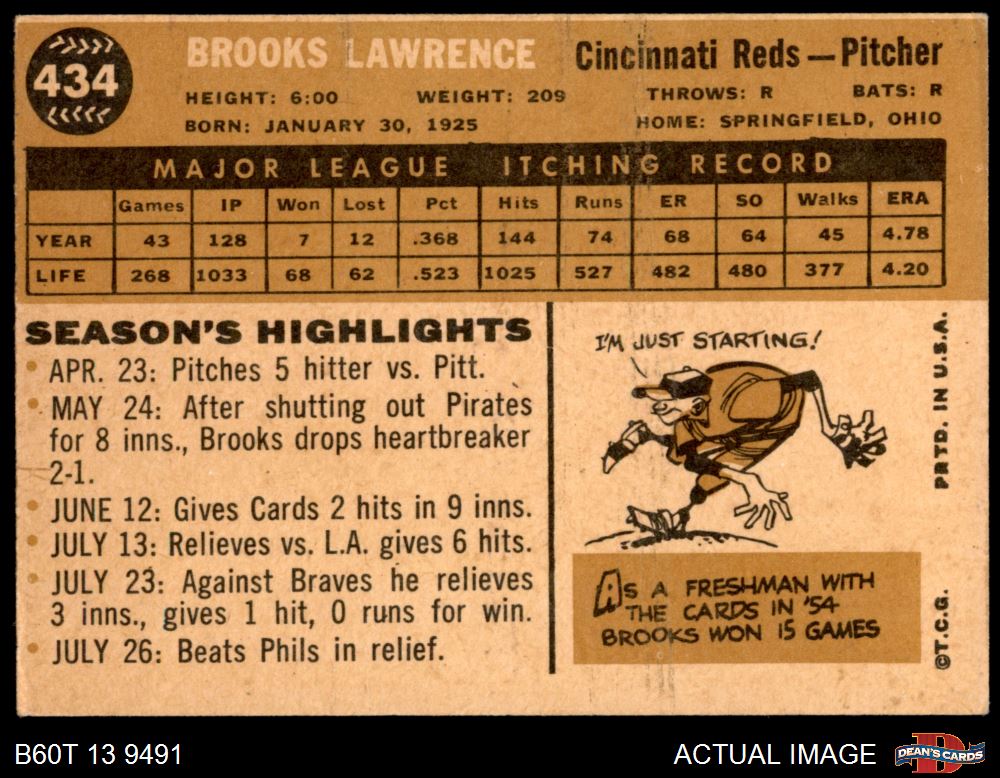 434
BROOKS LAWRENCE
Cincinnati Reds — Pitcher
HEIGHT: 6:00 WEIGHT: 209 THROWS: R BATS: R
BORN: JANUARY 30, 1925 HOME: SPRINGFIELD, OHIO
MAJOR LEAGUE ITCHING RECORD
Games IP Won Lost Pct Hits Runs ER SO Walks ERA
YEAR 43 128 7 12 .368 144 74 68 64 45 4.78
LIFE 268 1033 68 62 .523 1025 527 482 480 377 4.20
SEASON'S HIGHLIGHTS
• APR. 23: Pitches 5 hitter vs. Pitt.
• MAY 24: After shutting out Pirates
for 8 inns., Brooks drops heartbreaker
2-1.
• JUNE 12: Gives Cards 2 hits in 9 inns.
• JULY 13: Relieves vs. L.A. gives 6 hits.
• JULY 23: Against Braves he relieves
3 inns., gives 1 hit, 0 runs for win.
• JULY 26: Beats Phils in relief.
I'M JUST STARTING!
AS A FRESHMAN WITH
THE CARDS IN '54
BROOKS WON 15 GAMES
PRTD. IN U.S.A.
©T.C.G.
B60T 13 9491
ACTUAL IMAGE
DEAN'S CARDS